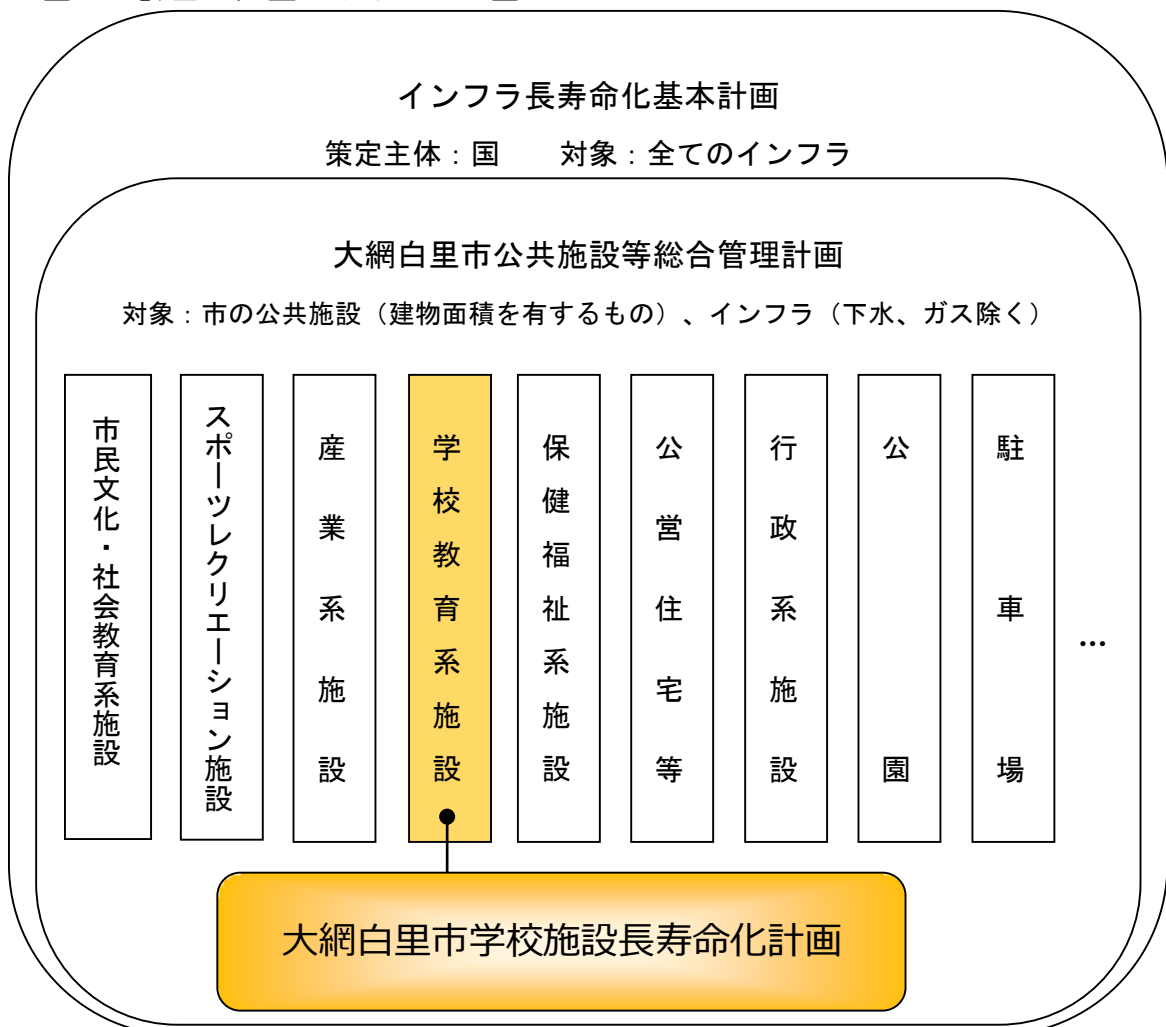 インフラ長寿命化基本計画
策定主体：国　　対象：全てのインフラ
大網白里市公共施設等総合管理計画
対象：市の公共施設（建物面積を有するもの）、インフラ（下水、ガス除く）
市民文化・社会教育系施設
スポーツレクリエーション施設
産業系施設
学校教育系施設
保健福祉系施設
公営住宅等
行政系施設
公園
駐車場
…
大網白里市学校施設長寿命化計画